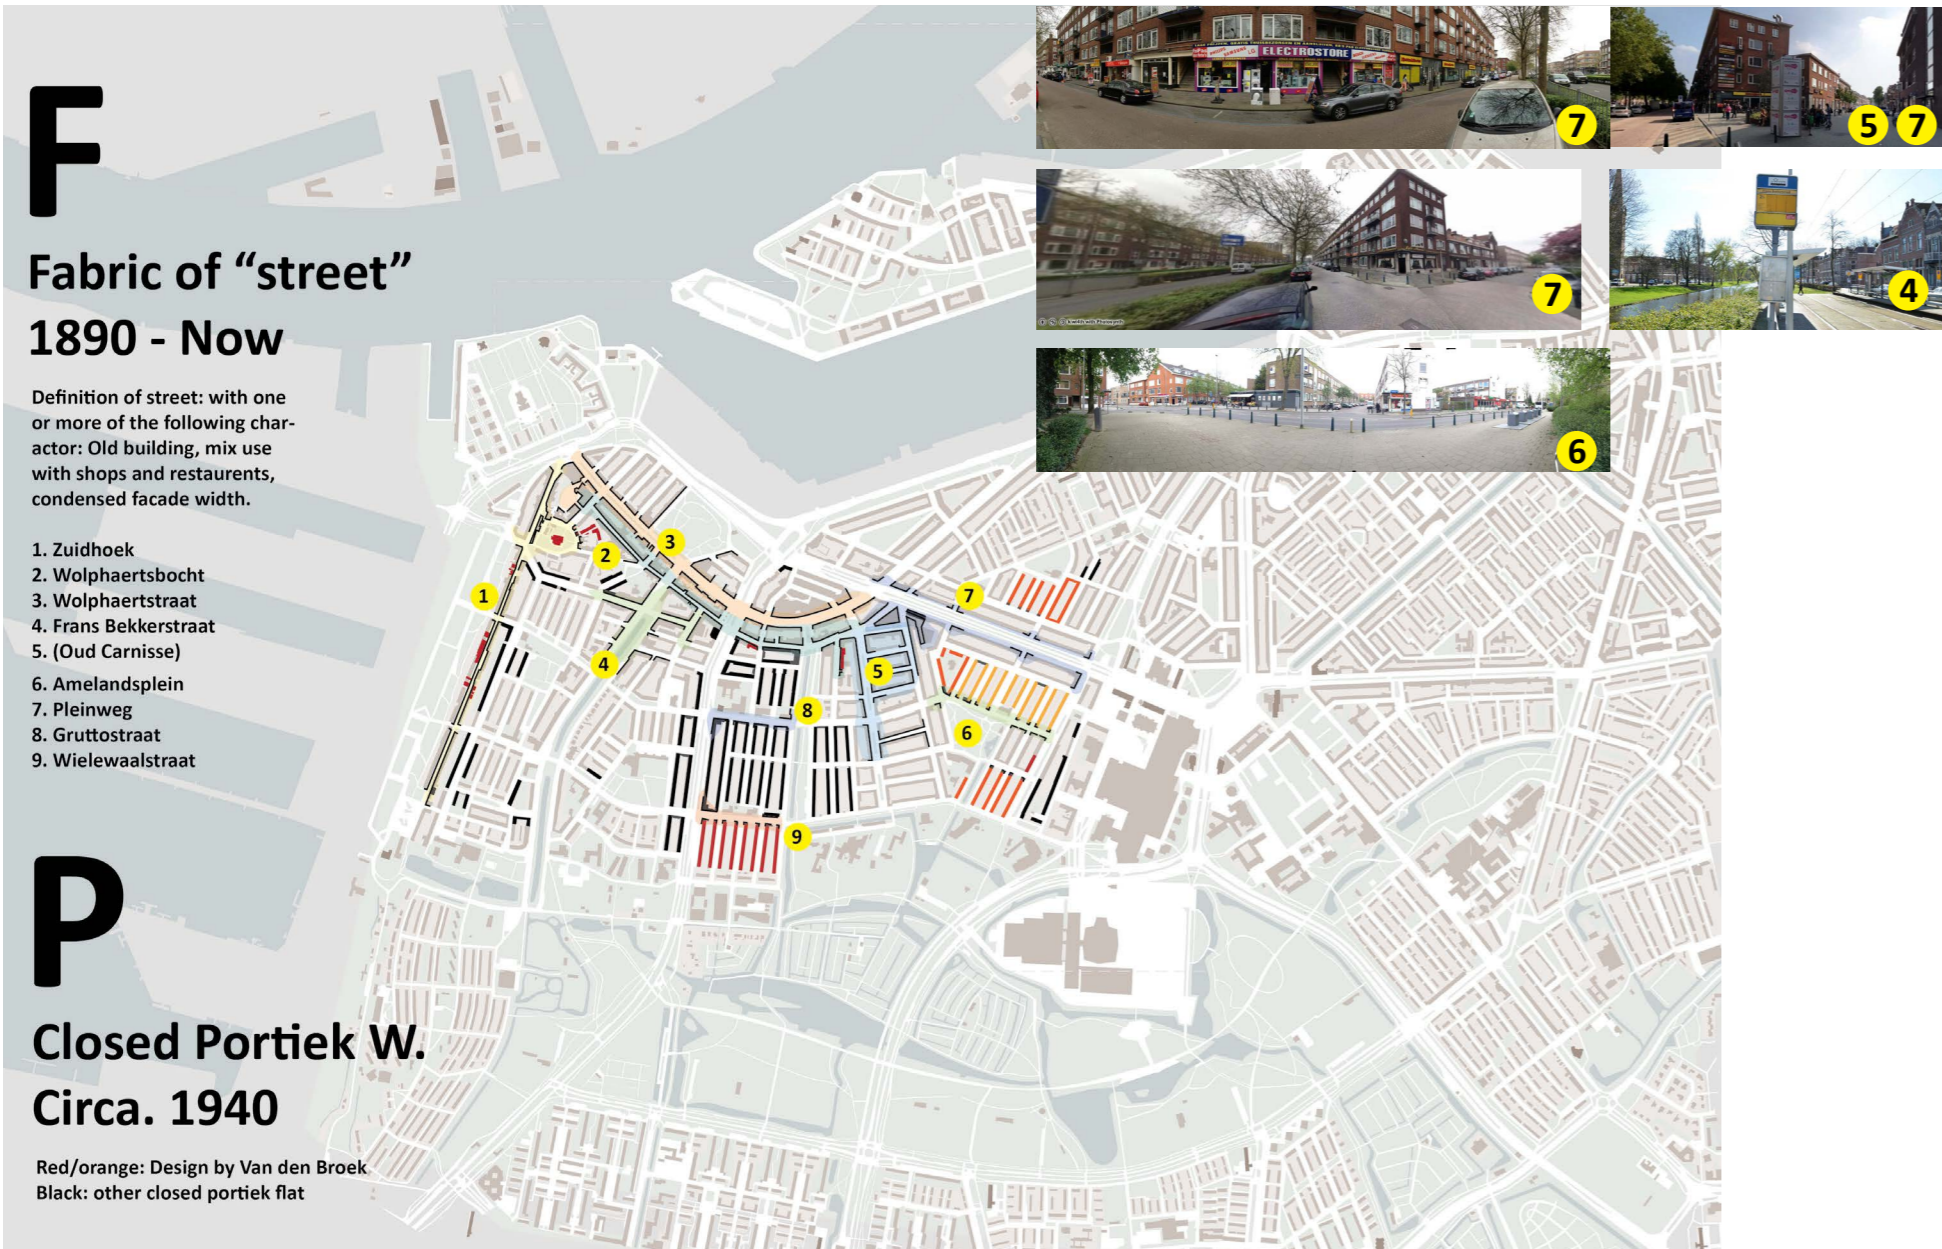 F
Fabric of “street”
1890 - Now
Definition of street: with one
or more of the following char-
actor: Old building, mix use
with shops and restaurents,
condensed facade width.
1. Zuidhoek
2. Wolphaertsbocht
3. Wolphaertstraat
4. Frans Bekkerstraat
5. (Oud Carnisse)
6. Amelandsplein
7. Pleinweg
8. Gruttostraat
9. Wielewaalstraat
P
Closed Portiek W.
Circa. 1940
Red/orange: Design by Van den Broek
Black: other closed portiek flat
ELECTROSTORE
SAMSUNG
LG
7
5 7
7
4
6
1
2
3
4
5
6
7
8
9